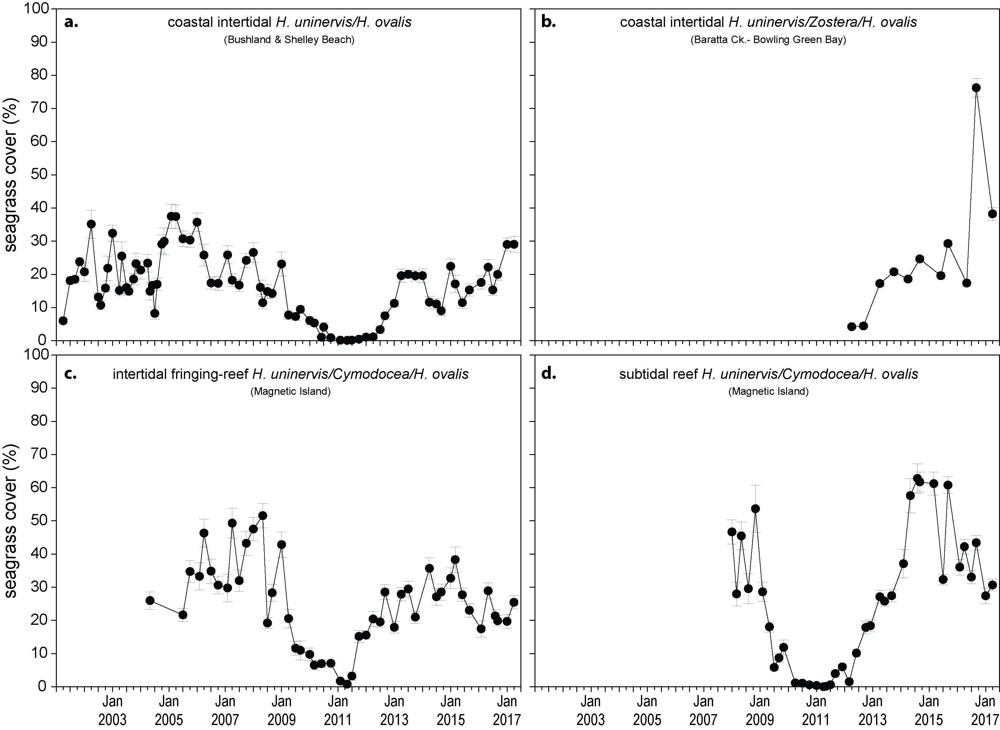 a.
coastal intertidal H. uninervis/H. ovalis
(Bushland & Shelley Beach)
seagrass cover (%)
100
90
80
70
60
50
40
30
20
10
0
b.
coastal intertidal H. uninervis/Zostera/H. ovalis
(Baratta Ck.- Bowling Green Bay)
c.
intertidal fringing-reef H. uninervis/Cymodocea/H. ovalis
(Magnetic Island)
seagrass cover (%)
100
90
80
70
60
50
40
30
20
10
0
Jan Jan Jan Jan Jan Jan Jan Jan
2003 2005 2007 2009 2011 2013 2015 2017
d.
subtidal reef H. uninervis/Cymodocea/H. ovalis
(Magnetic Island)
Jan Jan Jan Jan Jan Jan Jan Jan
2003 2005 2007 2009 2011 2013 2015 2017